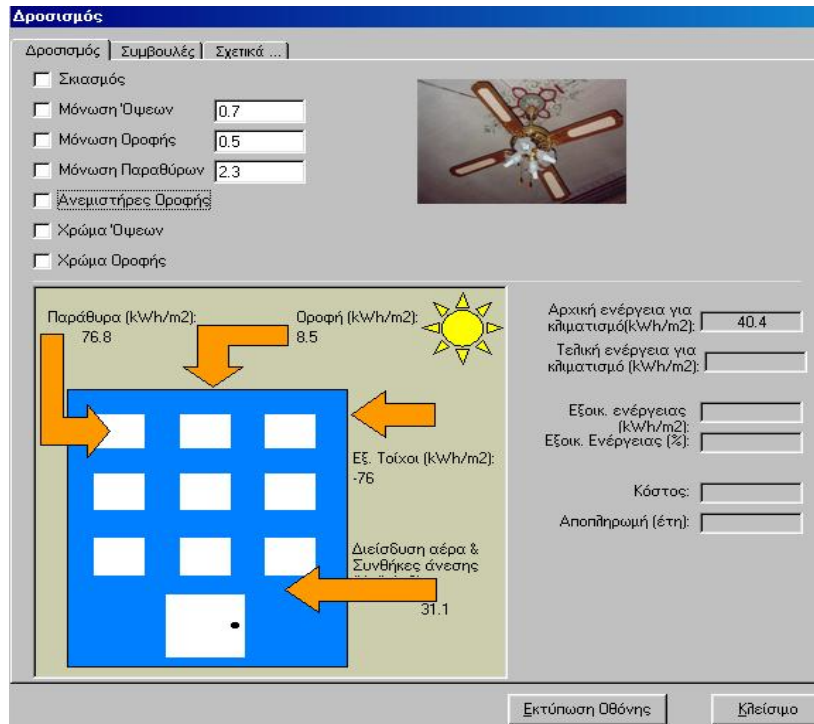 Δροσισμός
Δροσισμός Συμβουλές Σχετικά ...
Σκιασμός
Μόνωση Όψεων 0.7
Μόνωση Οροφής 0.5
Μόνωση Παραθύρων 2.3
Ανεμιστήρες Οροφής
Χρώμα Όψεων
Χρώμα Οροφής
Παράθυρα (kWh/m2):
76.8
Οροφή (kWh/m2):
8.5
Εξ. Τοίχοι (kWh/m2):
-76
Διείσδυση αέρα &
Συνθήκες άνεσης
31.1
Αρχική ενέργεια για
κλιματισμό(kWh/m2): 40.4
Τελική ενέργεια για
κλιματισμό (kWh/m2):
Εξοικ. ενέργειας
(kWh/m2):
Εξοικ. Ενέργειας (%):
Κόστος:
Αποπληρωμή (έτη):
Εκτύπωση Οθόνης Κλείσιμο